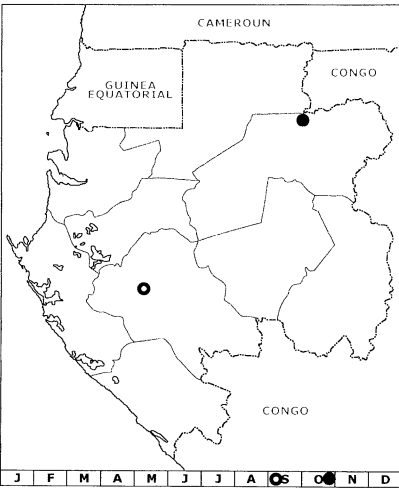 CAMEROUN
CONGO
GUINEA
EQUATORIAL
CONGO
J F M A M J J A S O N D